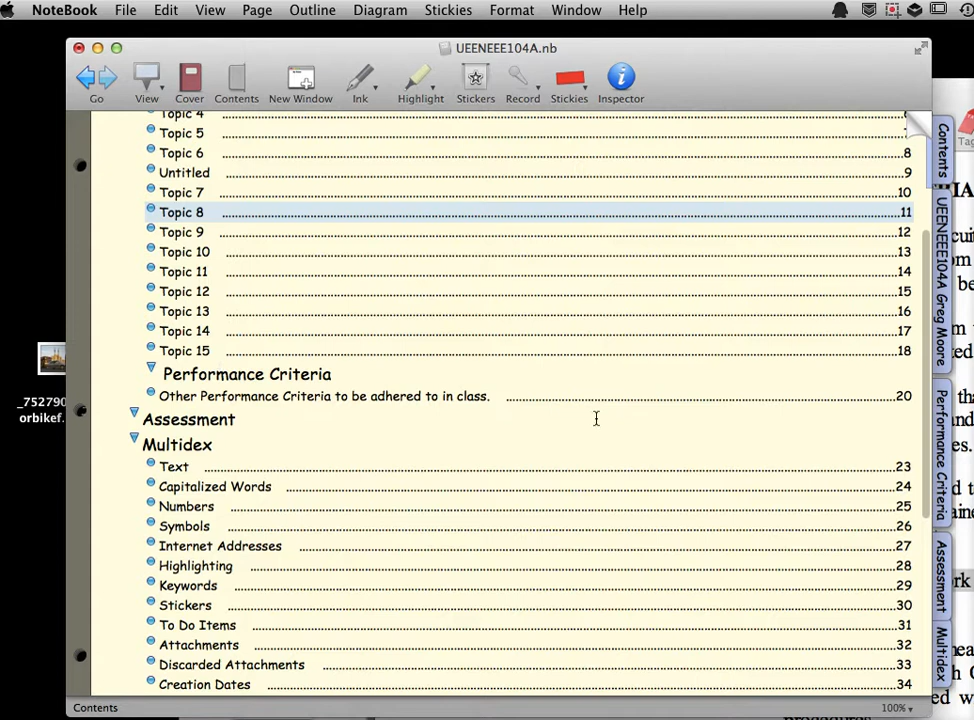 NoteBook File Edit View Page Outline Diagram Stickies Format Window Help
UEENEEE104A.nb
Go View Cover Contents New Window Ink Highlight Stickers Record Stickies Inspector
Topic 4
Topic 5
Topic 6 8
Untitled 9
Topic 7 10
Topic 8 11
Topic 9 12
Topic 10 13
Topic 11 14
Topic 12 15
Topic 13 16
Topic 14 17
Topic 15 18
Performance Criteria
Other Performance Criteria to be adhered to in class. 20
Assessment
Multidex
Text 23
Capitalized Words 24
Numbers 25
Symbols 26
Internet Addresses 27
Highlighting 28
Keywords 29
Stickers 30
To Do Items 31
Attachments 32
Discarded Attachments 33
Creation Dates 34
Contents
100%
Contents
UEENEEE104A Greg Moore
Performance Criteria
Assessment
Multidex
_752790
orbikef.